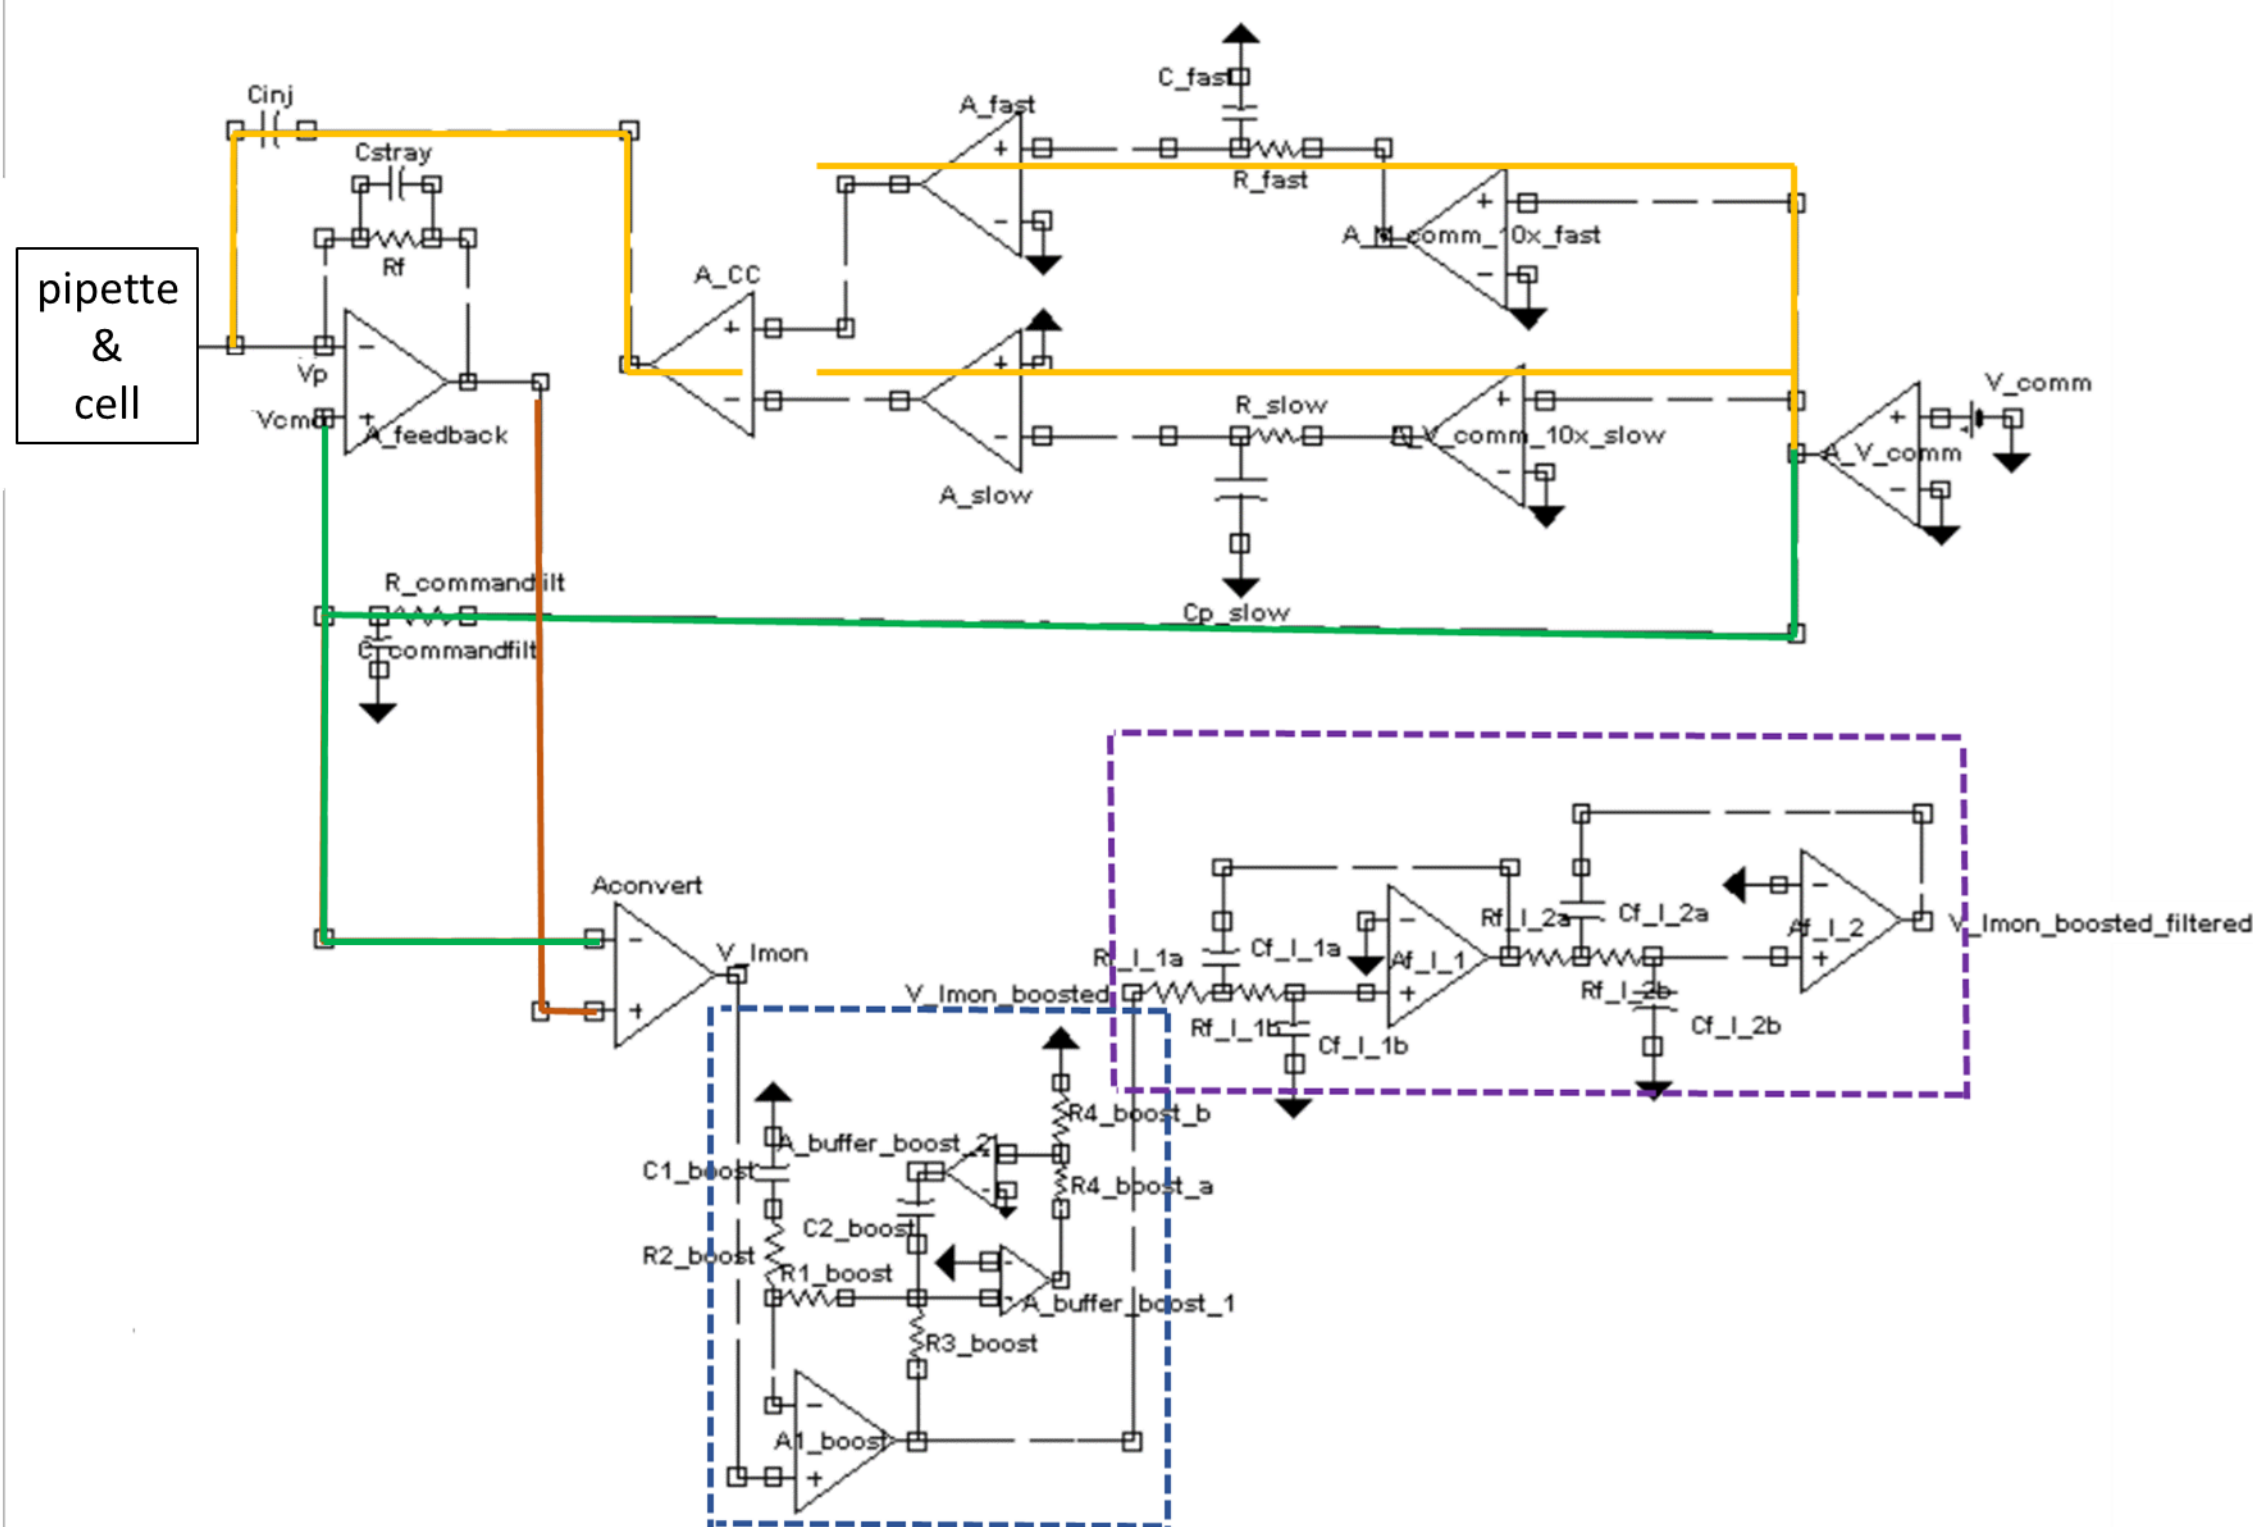 C_fast
Cinj
A_fast
Cstray
R_fast
+
-
A_V_comm_10x_fast
+
-
Rf
pipette
&
cell
A_CC
+
-
Vp
-
Vcmd
+
A_feedback
+
-
A_slow
R_slow
+
A_V_comm_10x_slow
-
V_comm
+
A_V_comm
-
R_commandfilt
C_commandfilt
Cp_slow
Aconvert
-
+
V_Imon
V_Imon_boosted
Cf_I_1a
Rf_I_1b
Cf_I_1b
-
Af_I_1
+
Rf_I_2a
Cf_I_2a
Rf_I_2b
Cf_I_2b
-
Af_I_2
+
V_Imon_boosted_filtered
R4_boost_b
A_buffer_boost_2
C1_boost
R4_boost_a
C2_boost
R2_boost
R1_boost
A_buffer_boost_1
R3_boost
-
A1_boost
+